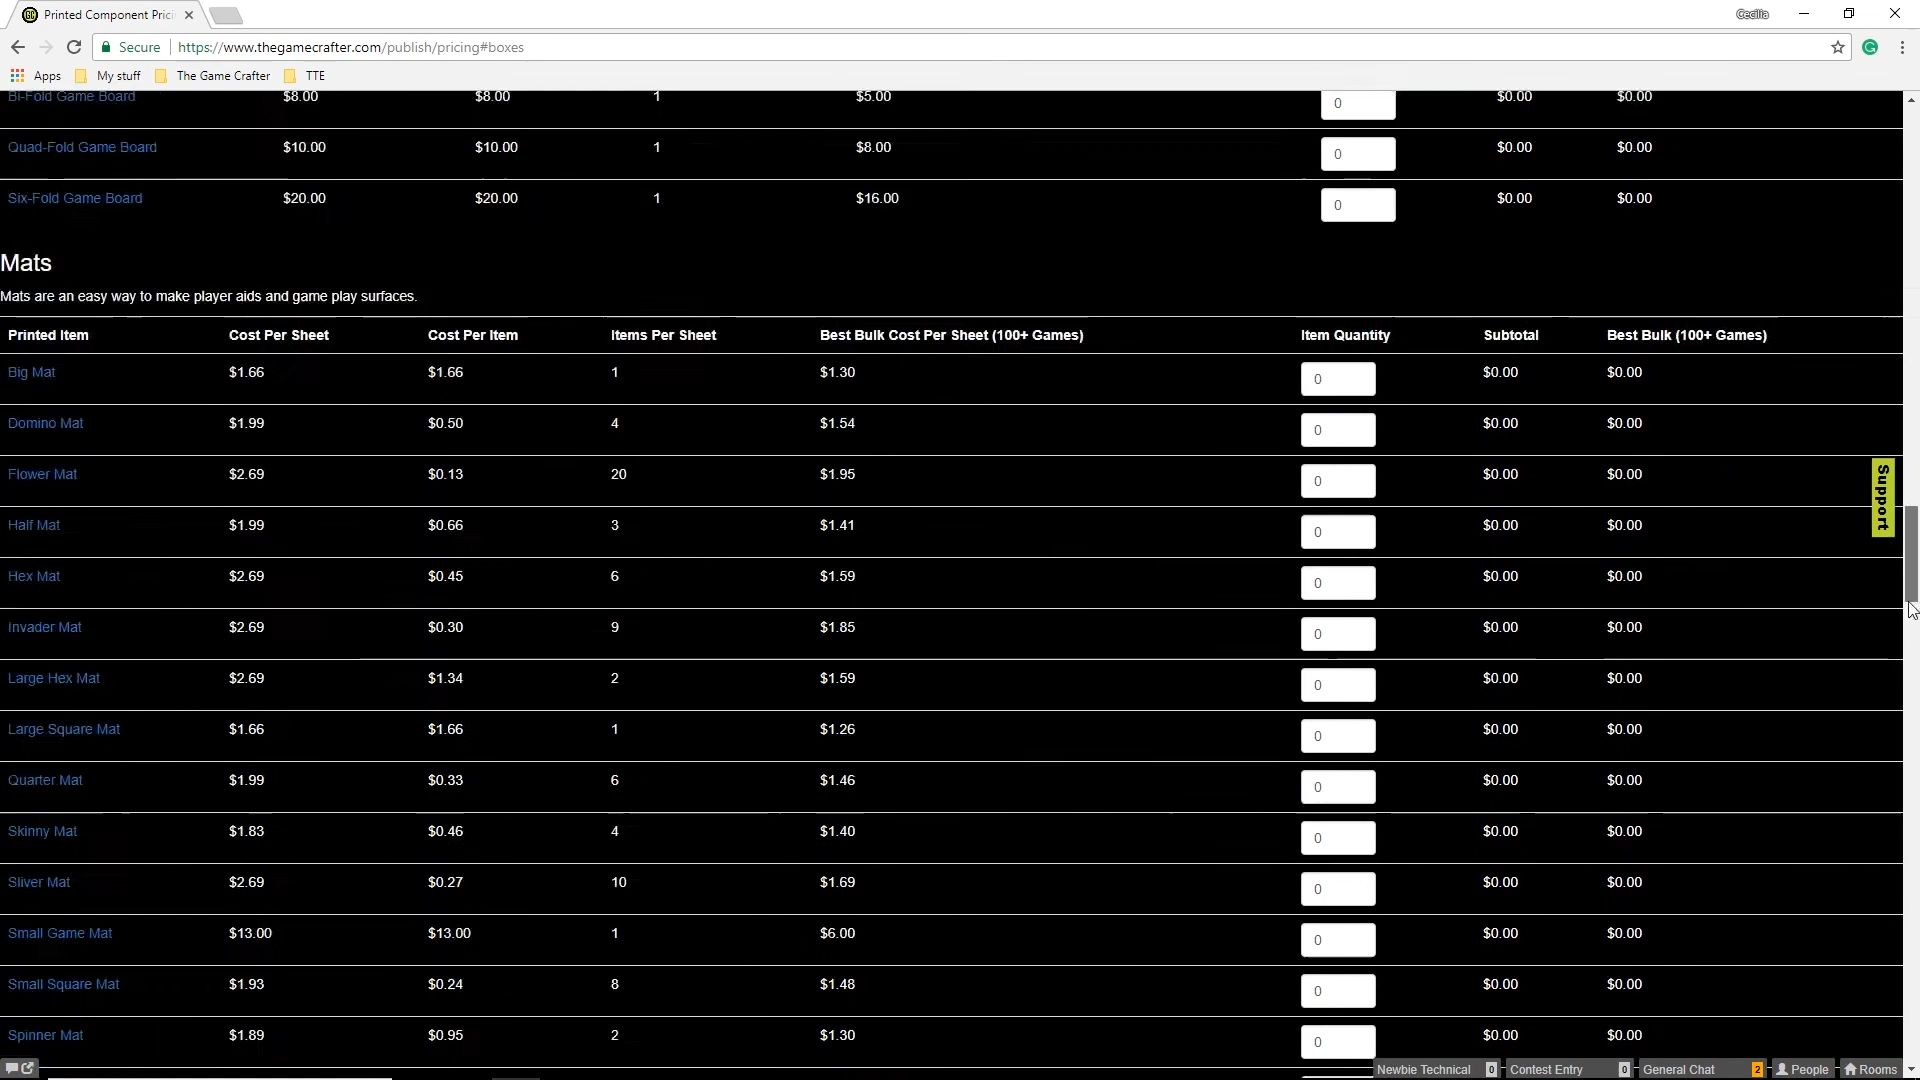 Printed Component Prici
Cecilia
Secure https://www.thegamecrafter.com/publish/pricing#boxes
Apps My stuff The Game Crafter TTE
Bi-Fold Game Board $8.00 $8.00 1 $5.00 0 $0.00 $0.00
Quad-Fold Game Board $10.00 $10.00 1 $8.00 0 $0.00 $0.00
Six-Fold Game Board $20.00 $20.00 1 $16.00 0 $0.00 $0.00
Mats
Mats are an easy way to make player aids and game play surfaces.
Printed Item Cost Per Sheet Cost Per Item Items Per Sheet Best Bulk Cost Per Sheet (100+ Games) Item Quantity Subtotal Best Bulk (100+ Games)
Big Mat $1.66 $1.66 1 $1.30 0 $0.00 $0.00
Domino Mat $1.99 $0.50 4 $1.54 0 $0.00 $0.00
Flower Mat $2.69 $0.13 20 $1.95 0 $0.00 $0.00
Support
Half Mat $1.99 $0.66 3 $1.41 0 $0.00 $0.00
Hex Mat $2.69 $0.45 6 $1.59 0 $0.00 $0.00
Invader Mat $2.69 $0.30 9 $1.85 0 $0.00 $0.00
Large Hex Mat $2.69 $1.34 2 $1.59 0 $0.00 $0.00
Large Square Mat $1.66 $1.66 1 $1.26 0 $0.00 $0.00
Quarter Mat $1.99 $0.33 6 $1.46 0 $0.00 $0.00
Skinny Mat $1.83 $0.46 4 $1.40 0 $0.00 $0.00
Sliver Mat $2.69 $0.27 10 $1.69 0 $0.00 $0.00
Small Game Mat $13.00 $13.00 1 $6.00 0 $0.00 $0.00
Small Square Mat $1.93 $0.24 8 $1.48 0 $0.00 $0.00
Spinner Mat $1.89 $0.95 2 $1.30 0 $0.00 $0.00
Newbie Technical 0 Contest Entry 0 General Chat 2 People Rooms